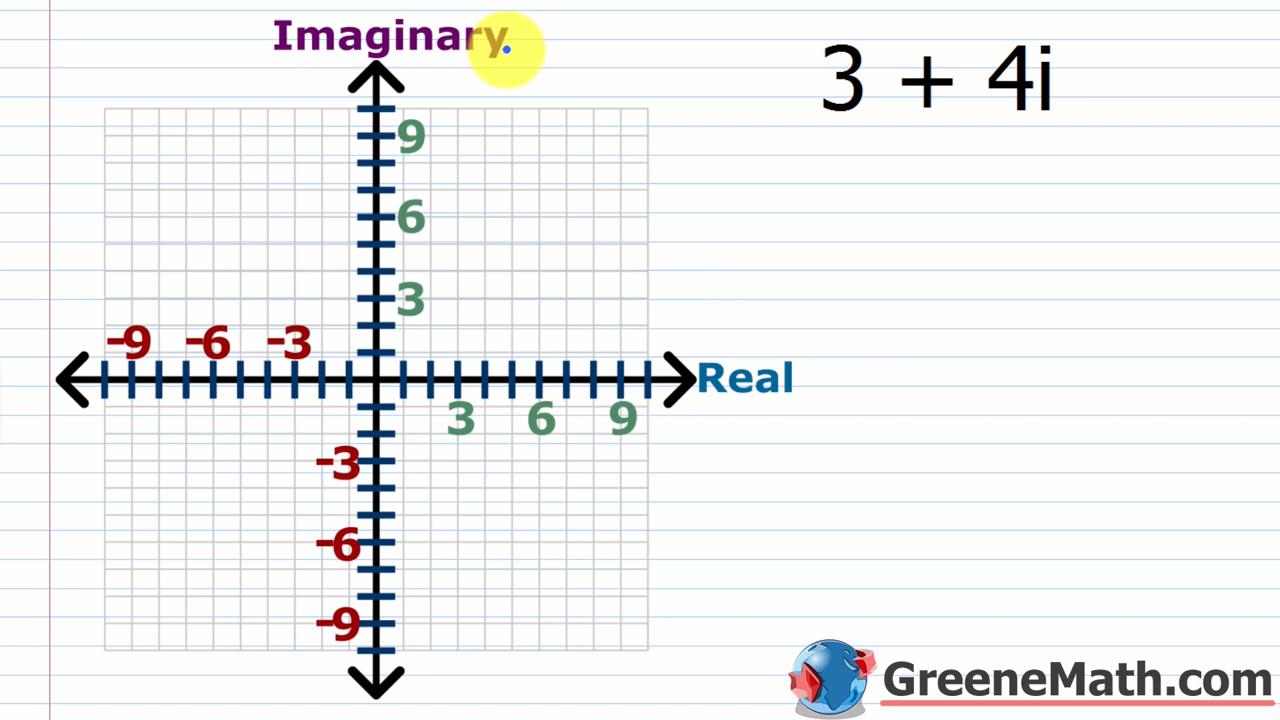 Imaginary
3 + 4i
9
6
3
-9 -6 -3
Real
3 6 9
-3
-6
-9
GreeneMath.com